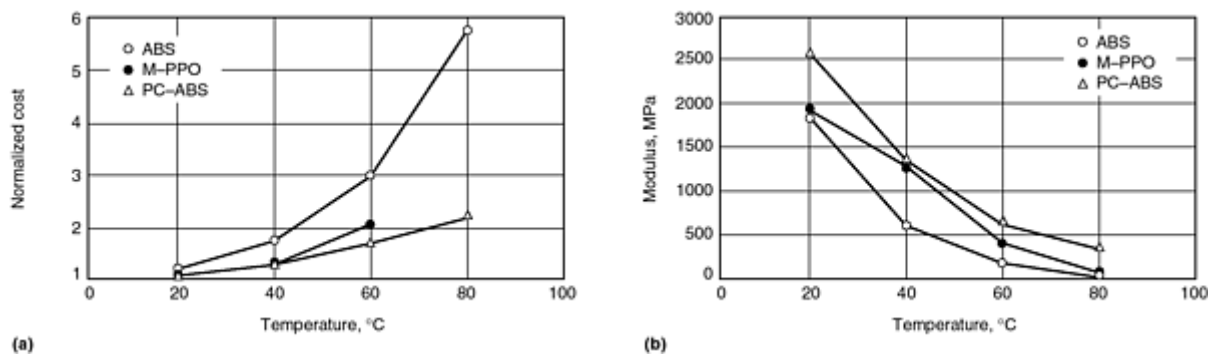 6
5
4
3
2
1
Normalized cost
ABS
M–PPO
PC–ABS
0 20 40 60 80 100
Temperature, °C
(a)
3000
2500
2000
1500
1000
500
0
Modulus, MPa
ABS
M–PPO
PC–ABS
0 20 40 60 80 100
Temperature, °C
(b)